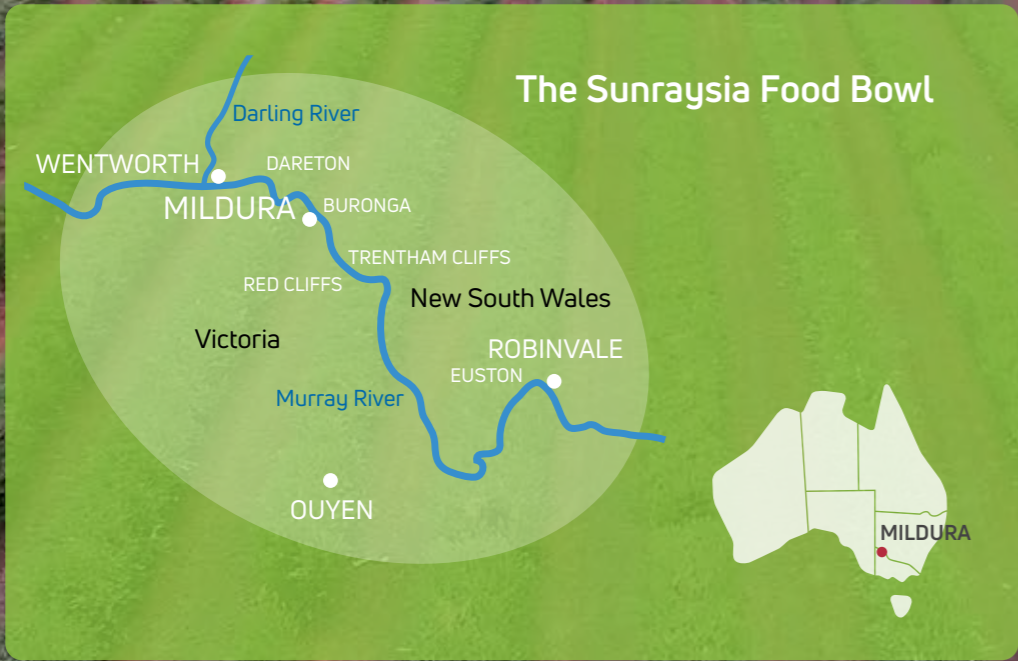 The Sunraysia Food Bowl
Darling River
WENTWORTH
DARETON
MILDURA
BURONGA
TRENTHAM CLIFFS
RED CLIFFS
New South Wales
Victoria
ROBINVALE
EUSTON
Murray River
OUYEN
MILDURA